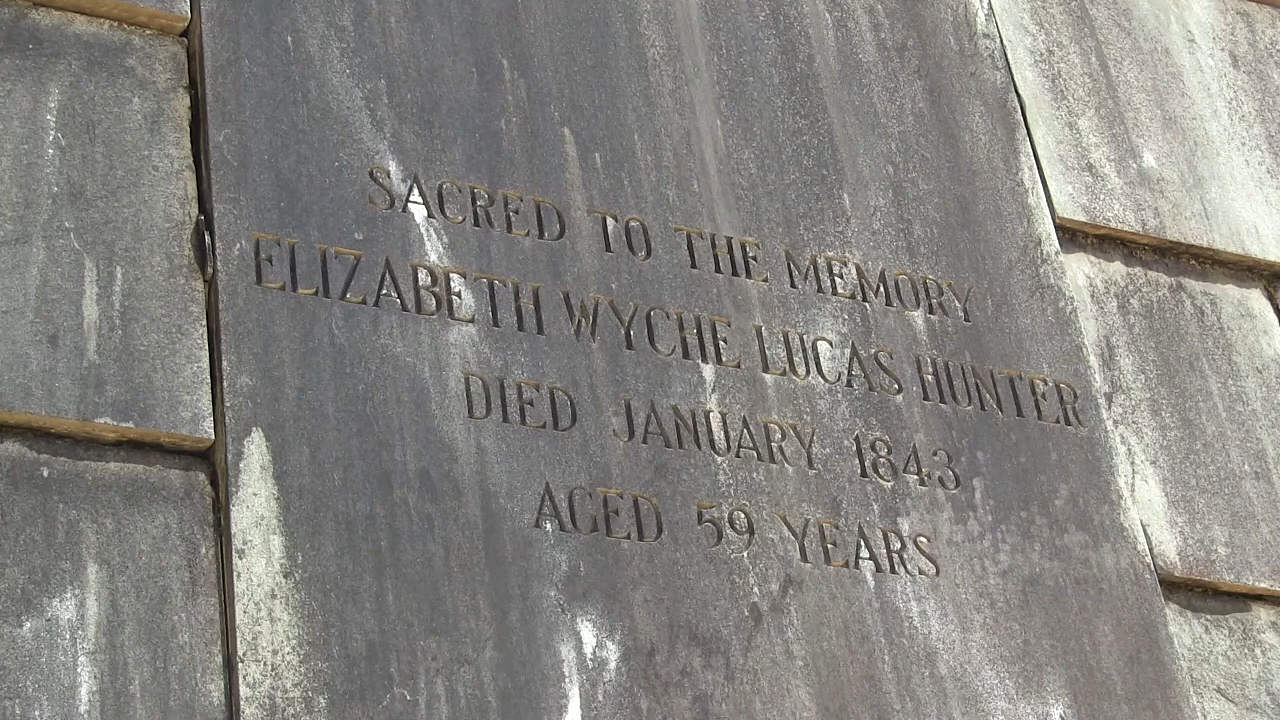 SACRED TO THE MEMORY
ELIZABETH WYCHE LUCAS HUNTER
DIED JANUARY 1843
AGED 59 YEARS